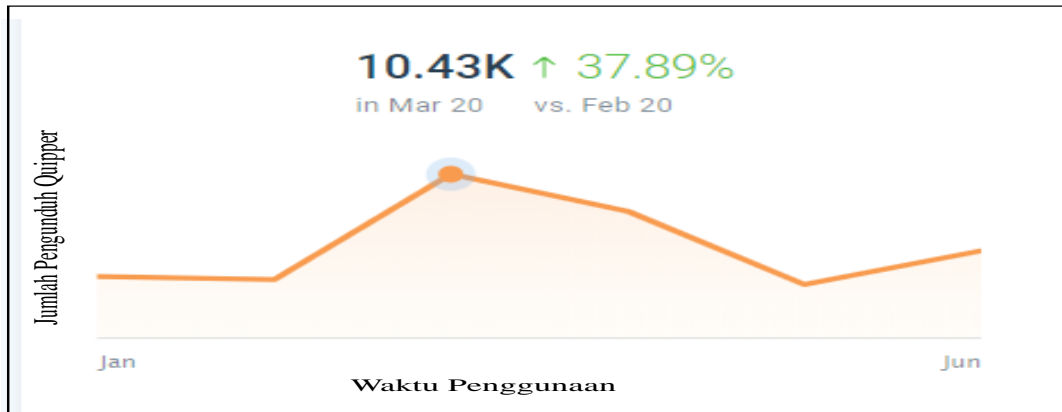 10.43K ↑ 37.89%
in Mar 20 vs. Feb 20
Jumlah Pengunduh Quipper
Jan Jun
Waktu Penggunaan